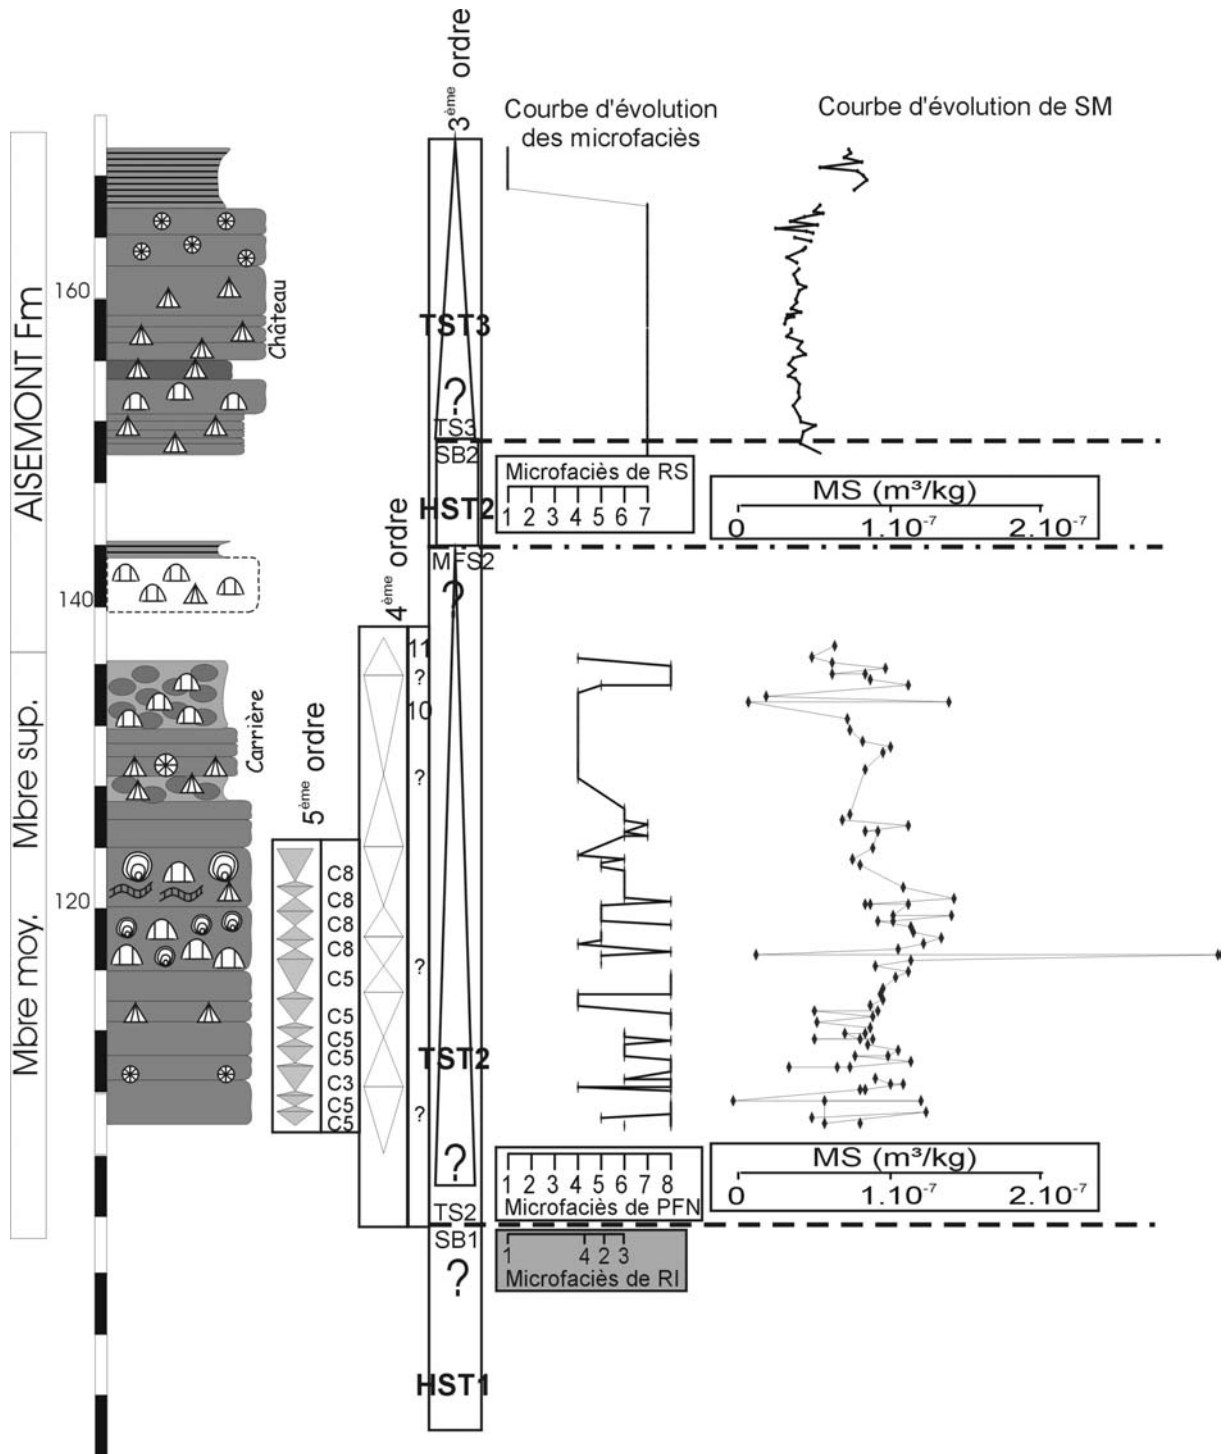 3ème ordre
Courbe d'évolution
des microfaciès
Courbe d'évolution de SM
AISEMONT Fm
160
Château
TST3
?
TS3
SB2
Microfaciès de RS
1 2 3 4 5 6 7
MS (m³/kg)
0 1.10⁻⁷ 2.10⁻⁷
HST2
MFS2
?
140
4ème ordre
11
?
10
?
Mbre sup.
Carrière
5ème ordre
120
C8
C8
C8
C8
C5
?
Mbre moy.
C5
C5
C5
C3
C5
C5
?
TST2
?
TS2
1 2 3 4 5 6 7 8
Microfaciès de PFN
MS (m³/kg)
0 1.10⁻⁷ 2.10⁻⁷
SB1
?
1 4 2 3
Microfaciès de RI
HST1